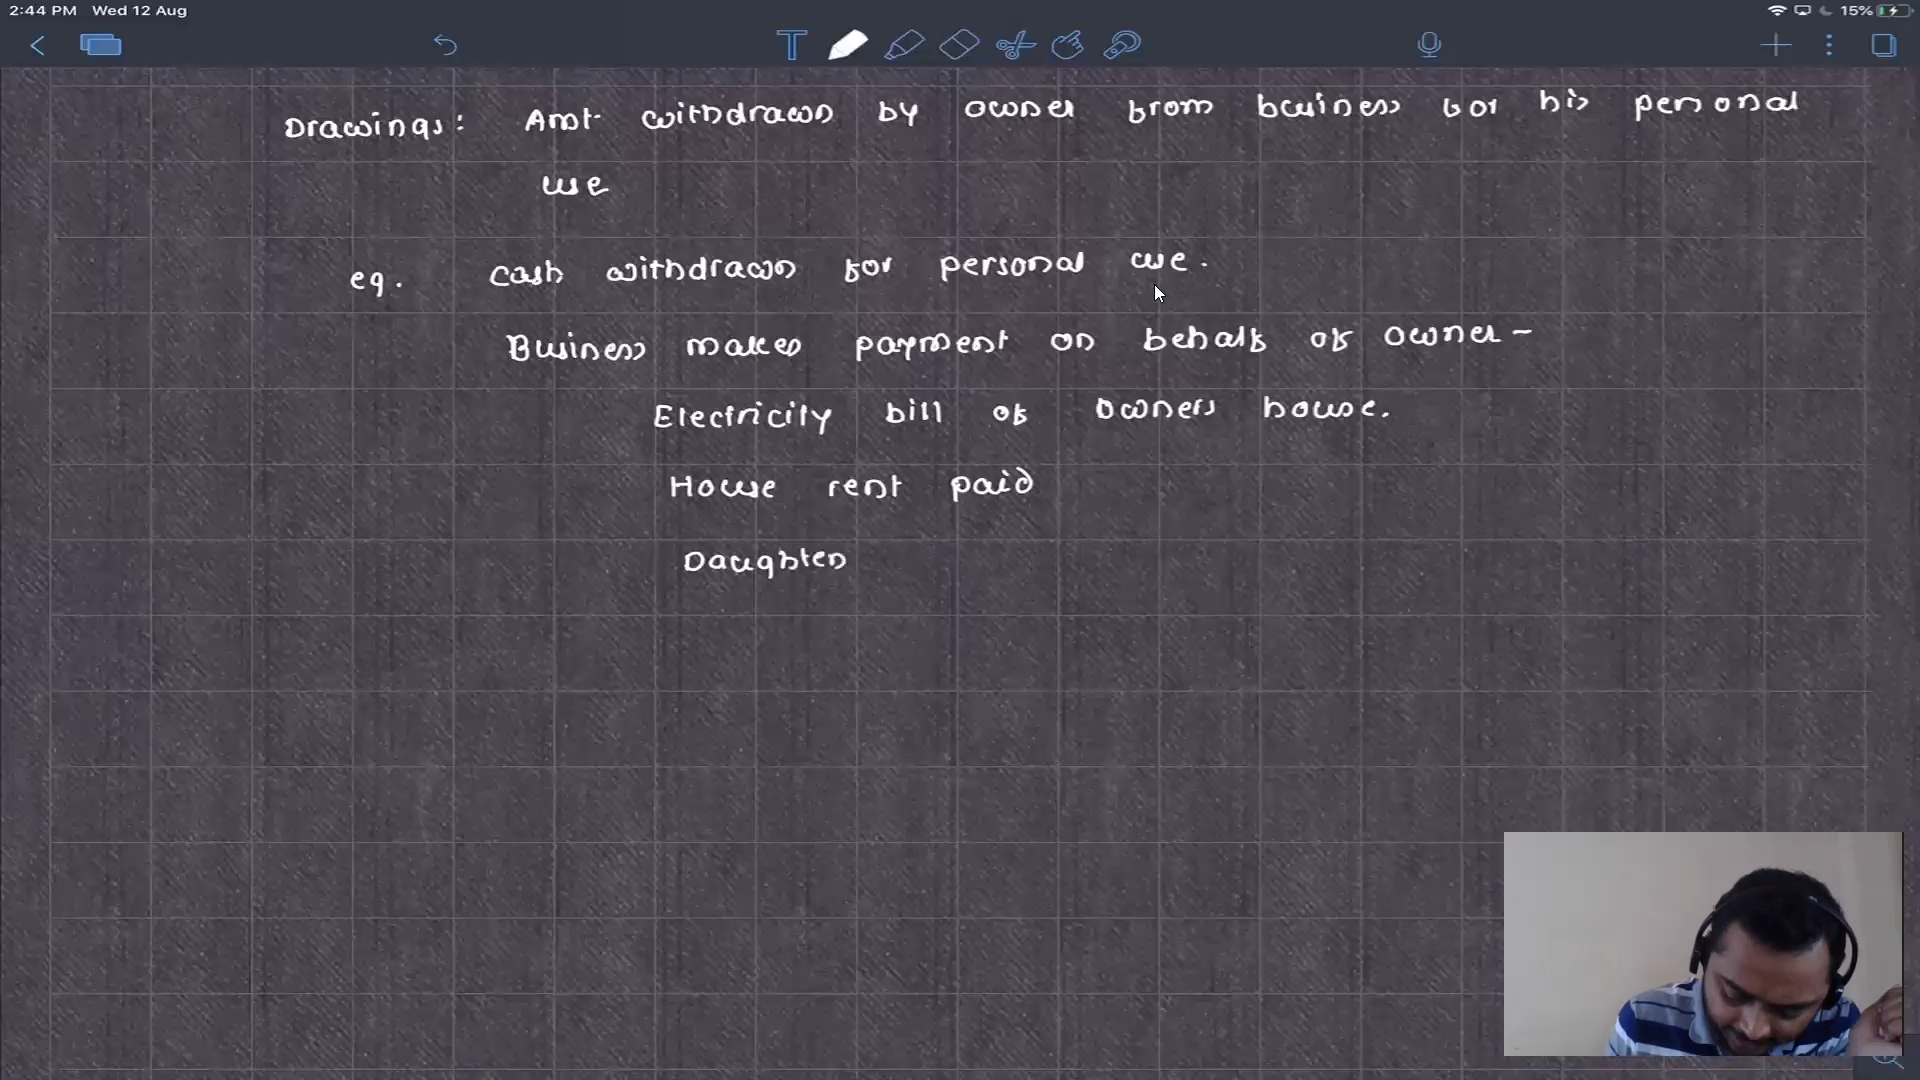 2:44 PM Wed 12 Aug
15%
T
Drawings: Amt. withdrawn by owner from business for his personal
use
eg. Cash withdrawn for personal use.
Business makes payment on behalf of owner -
Electricity bill of owners house.
House rent paid
Daughter